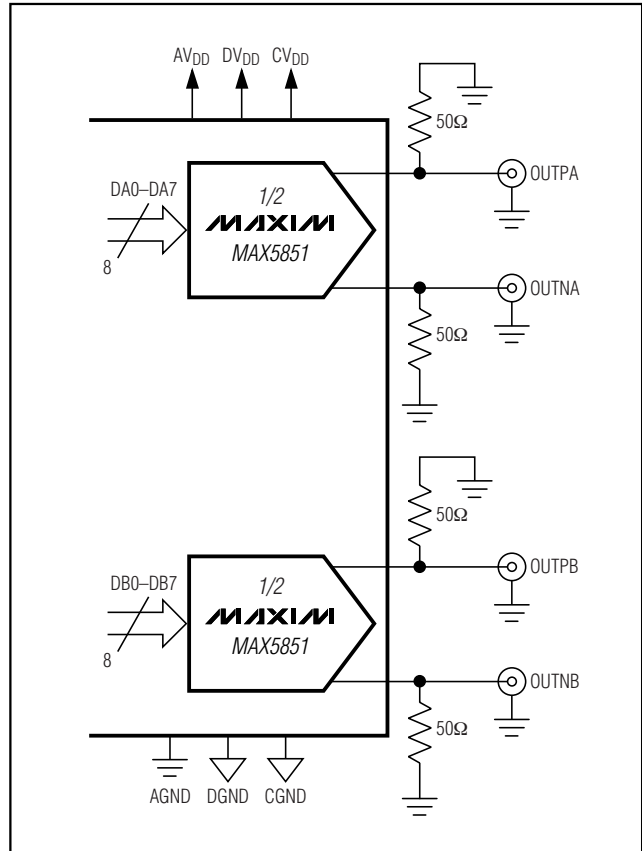 AVDD DVDD CVDD
50Ω
DA0–DA7
8
1/2
MAXIM
MAX5851
OUTPA
OUTNA
50Ω
50Ω
DB0–DB7
8
1/2
MAXIM
MAX5851
OUTPB
OUTNB
50Ω
AGND DGND CGND